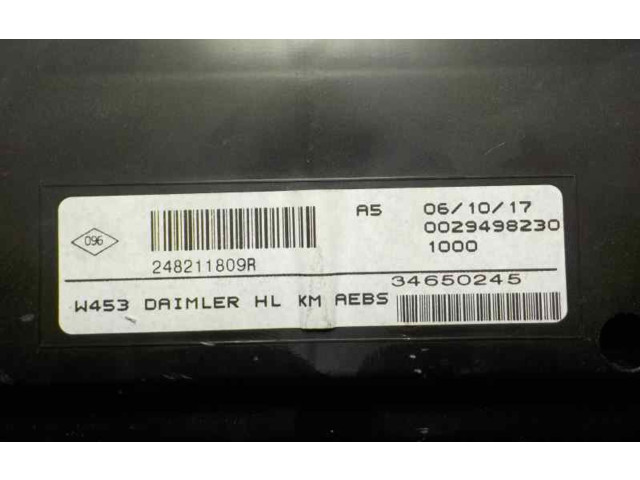 A5 06/10/17
096
0029498230
1000
248211809R
34650245
W453 DAIMLER HL KM AEBS